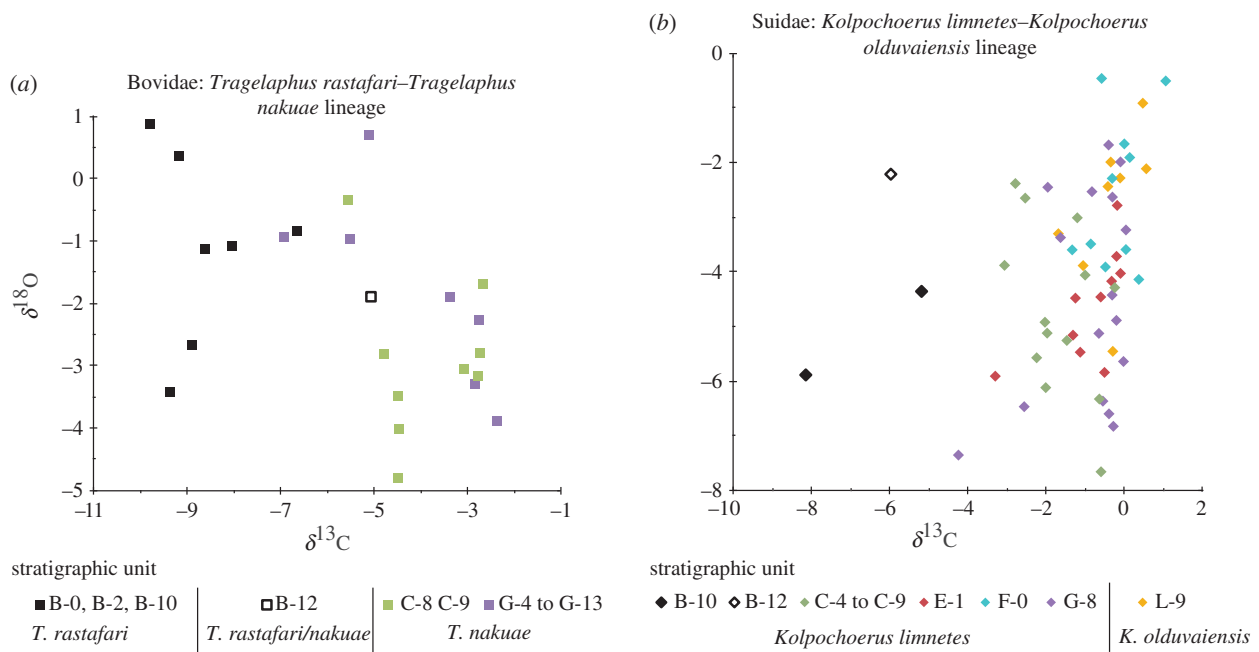 (a)
Bovidae: Tragelaphus rastafari–Tragelaphus
nakuae lineage
1
0
–1
–2
–3
–4
–5
δ18O
–11
–9
–7
–5
–3
–1
δ13C
stratigraphic unit
B-0, B-2, B-10
B-12
C-8 C-9
G-4 to G-13
T. rastafari
T. rastafari/nakuae
T. nakuae
(b)
Suidae: Kolpochoerus limnetes–Kolpochoerus
olduvaiensis lineage
0
–2
–4
–6
–8
–10
–8
–6
–4
–2
0
2
δ13C
stratigraphic unit
B-10
B-12
C-4 to C-9
E-1
F-0
G-8
L-9
Kolpochoerus limnetes
K. olduvaiensis